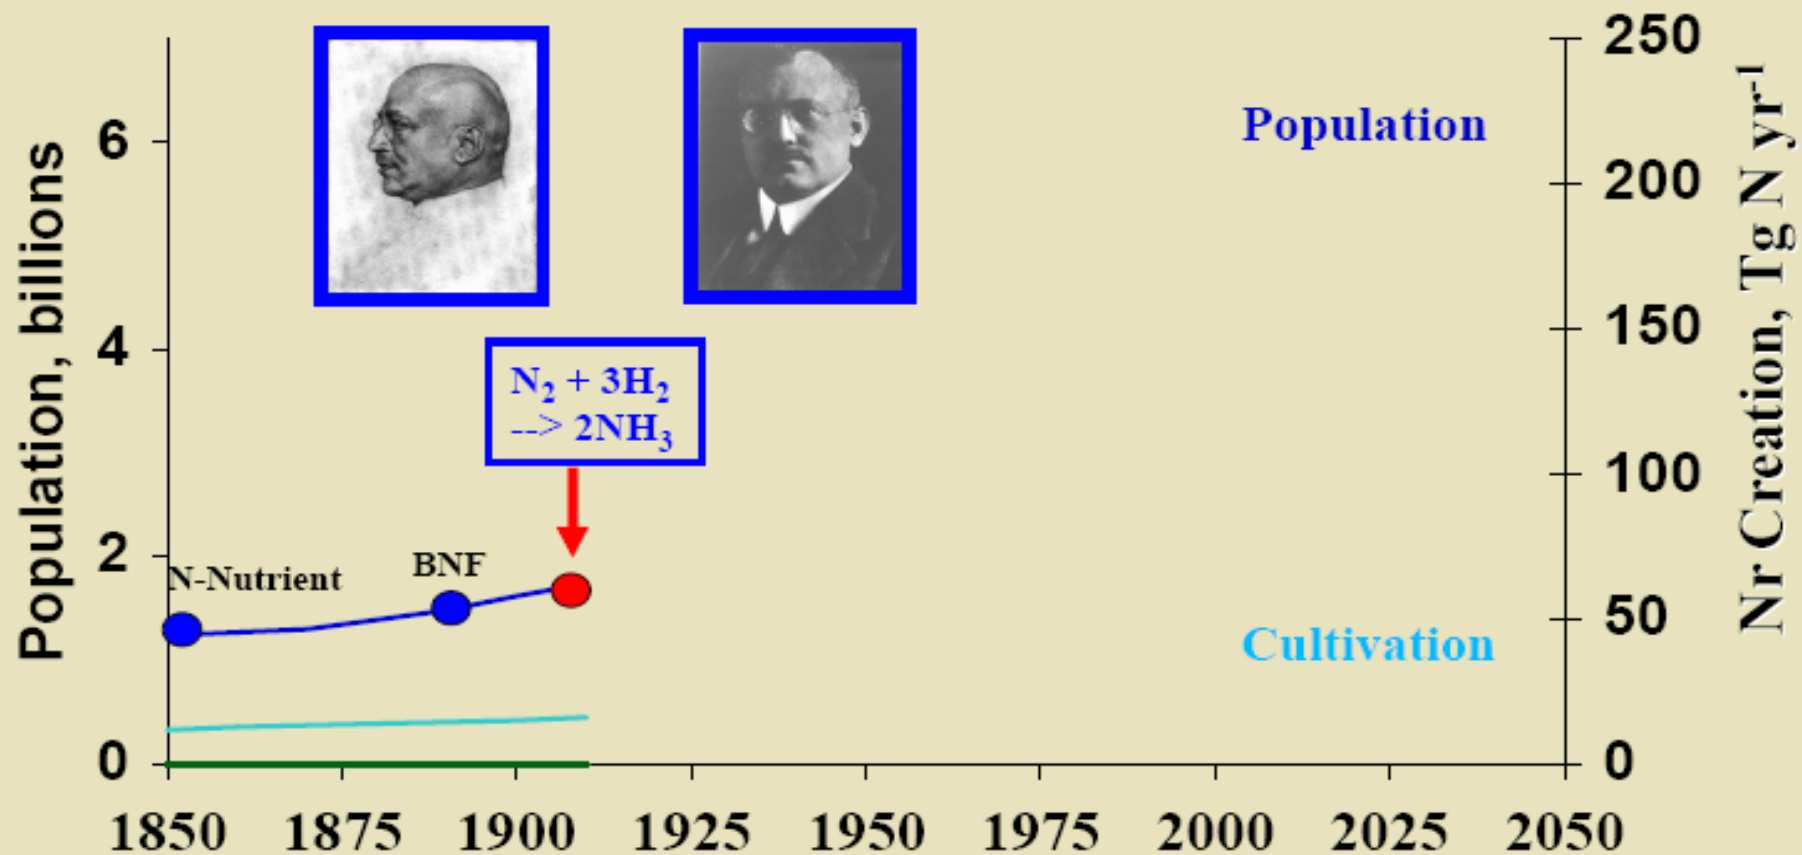 Population, billions
6
4
2
0
250
200
150
100
50
0
Nr Creation, Tg N yr-1
Population
N₂ + 3H₂
--> 2NH₃
N-Nutrient
BNF
Cultivation
1850 1875 1900 1925 1950 1975 2000 2025 2050